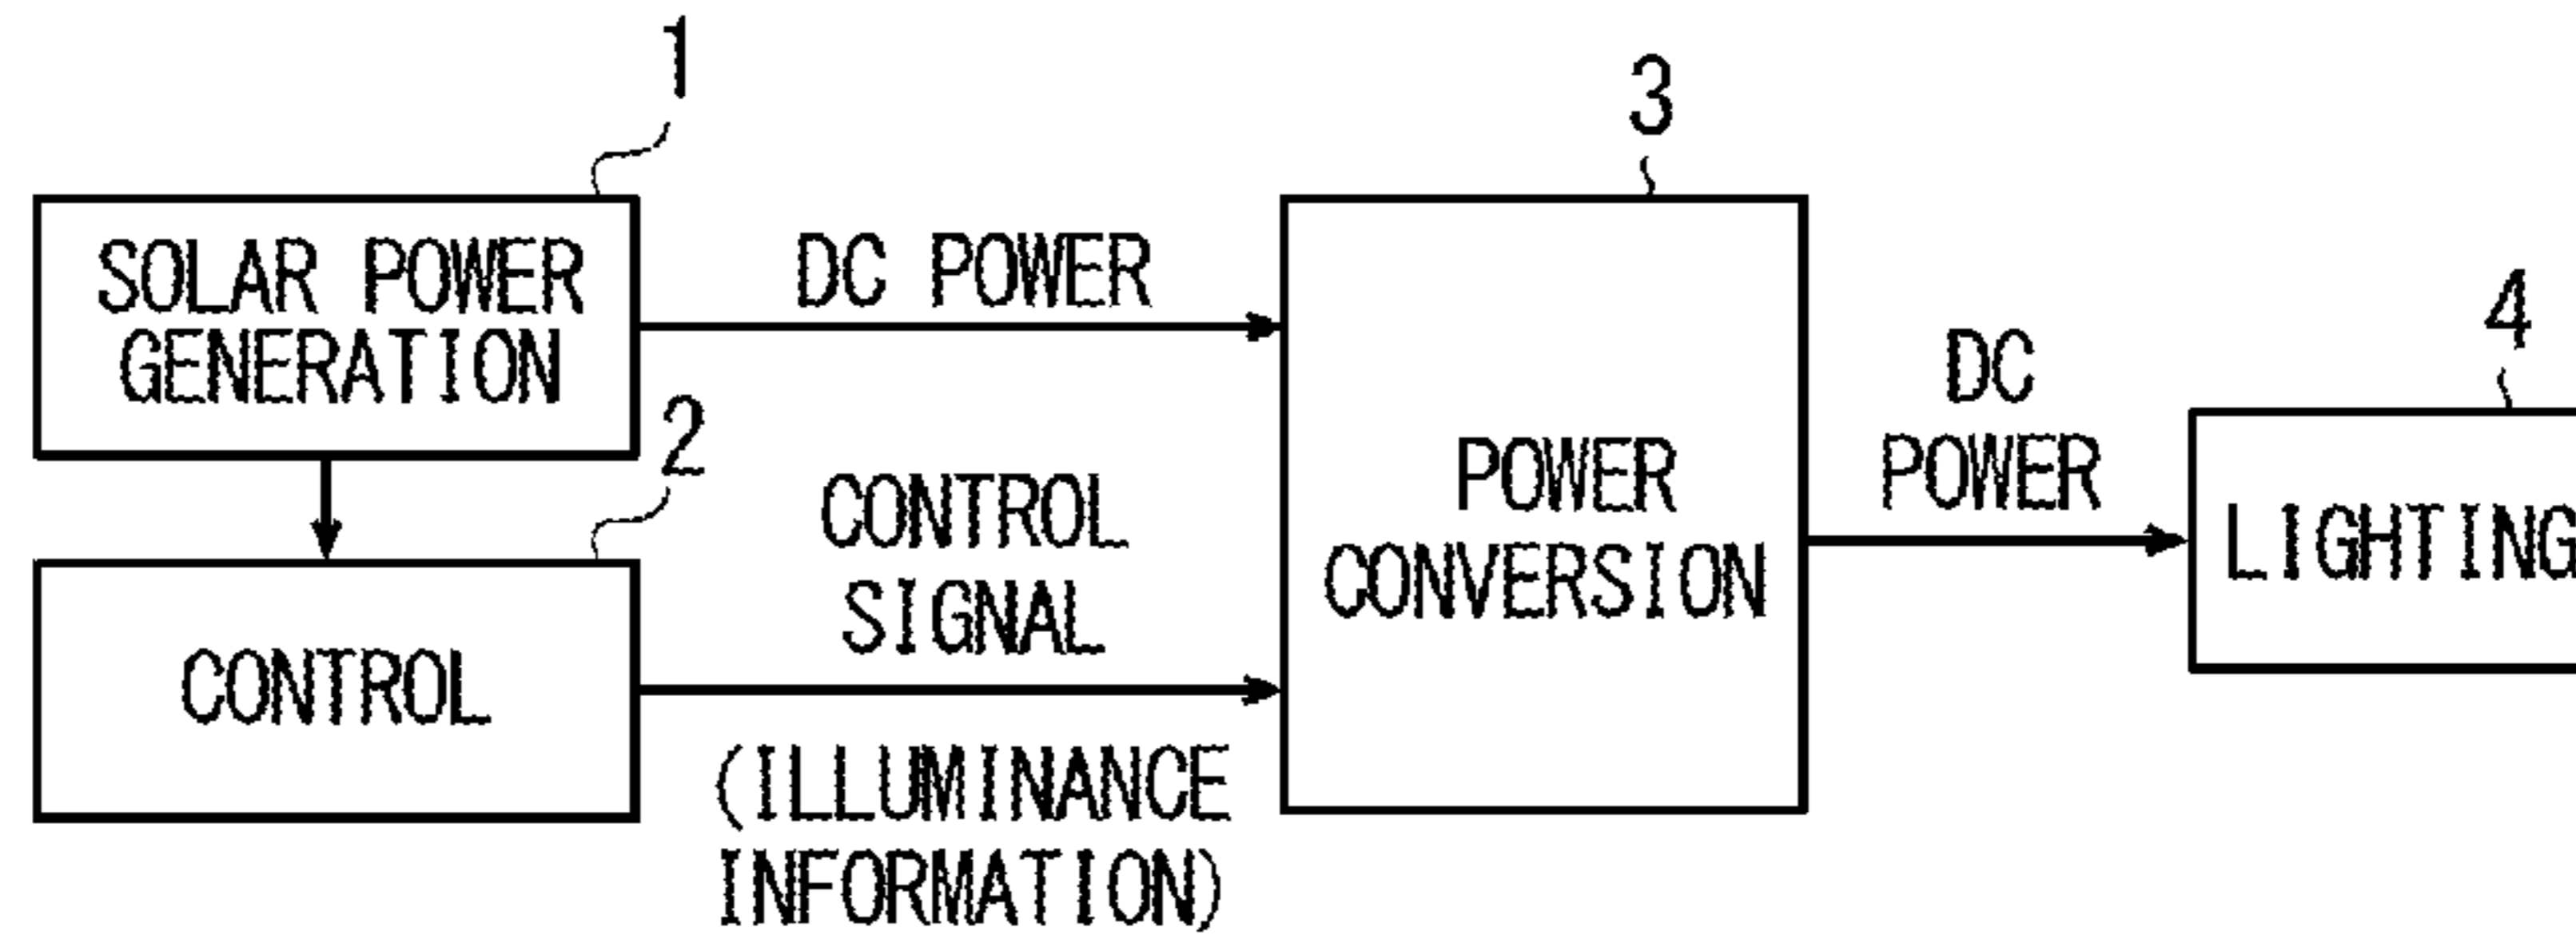 1
SOLAR POWER
GENERATION
DC POWER
3
2
CONTROL
CONTROL
SIGNAL
(ILLUMINANCE
INFORMATION)
POWER
CONVERSION
DC
POWER
4
LIGHTING